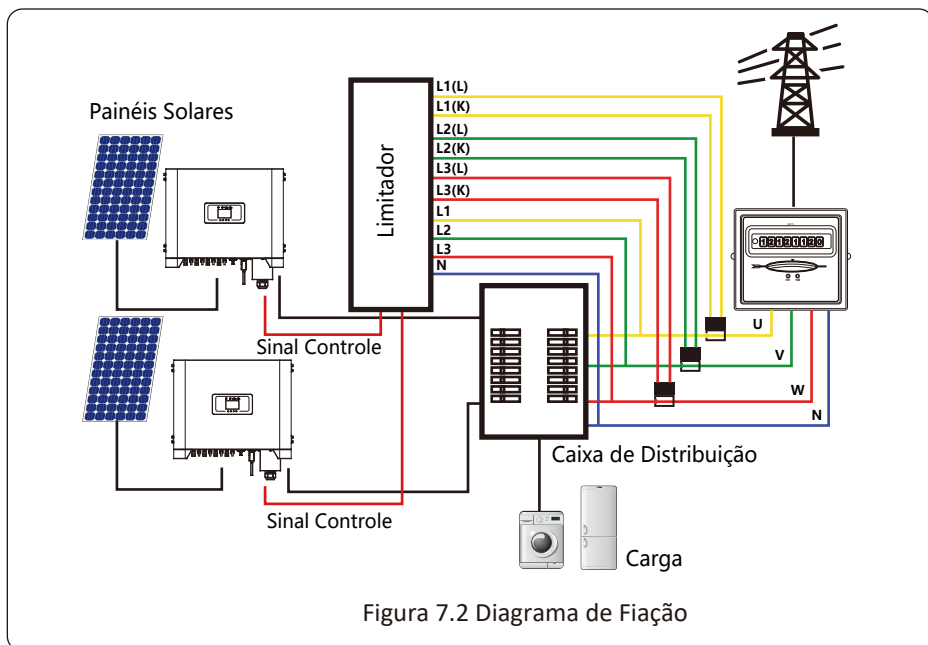 Painéis Solares
Limitador
L1(L)
L1(K)
L2(L)
L2(K)
L3(L)
L3(K)
L1
L2
L3
N
Sinal Controle
U
V
W
N
Caixa de Distribuição
Sinal Controle
Carga
Figura 7.2 Diagrama de Fiação